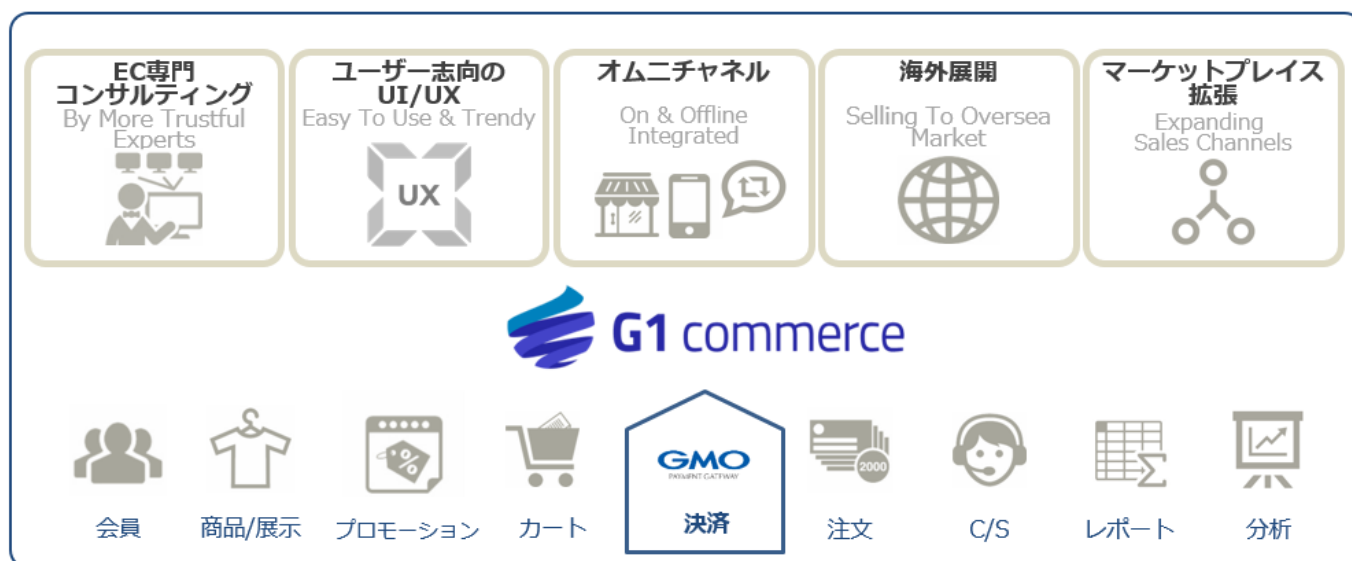 EC専門
コンサルティング
By More Trustful
Experts
ユーザー志向の
UI/UX
Easy To Use & Trendy
UX
オムニチャネル
On & Offline
Integrated
海外展開
Selling To Oversea
Market
マーケットプレイス
拡張
Expanding
Sales Channels
G1 commerce
会員
商品/展示
%
プロモーション
カート
GMO
PAYMENT GATEWAY
決済
2000
注文
C/S
Σ
レポート
分析